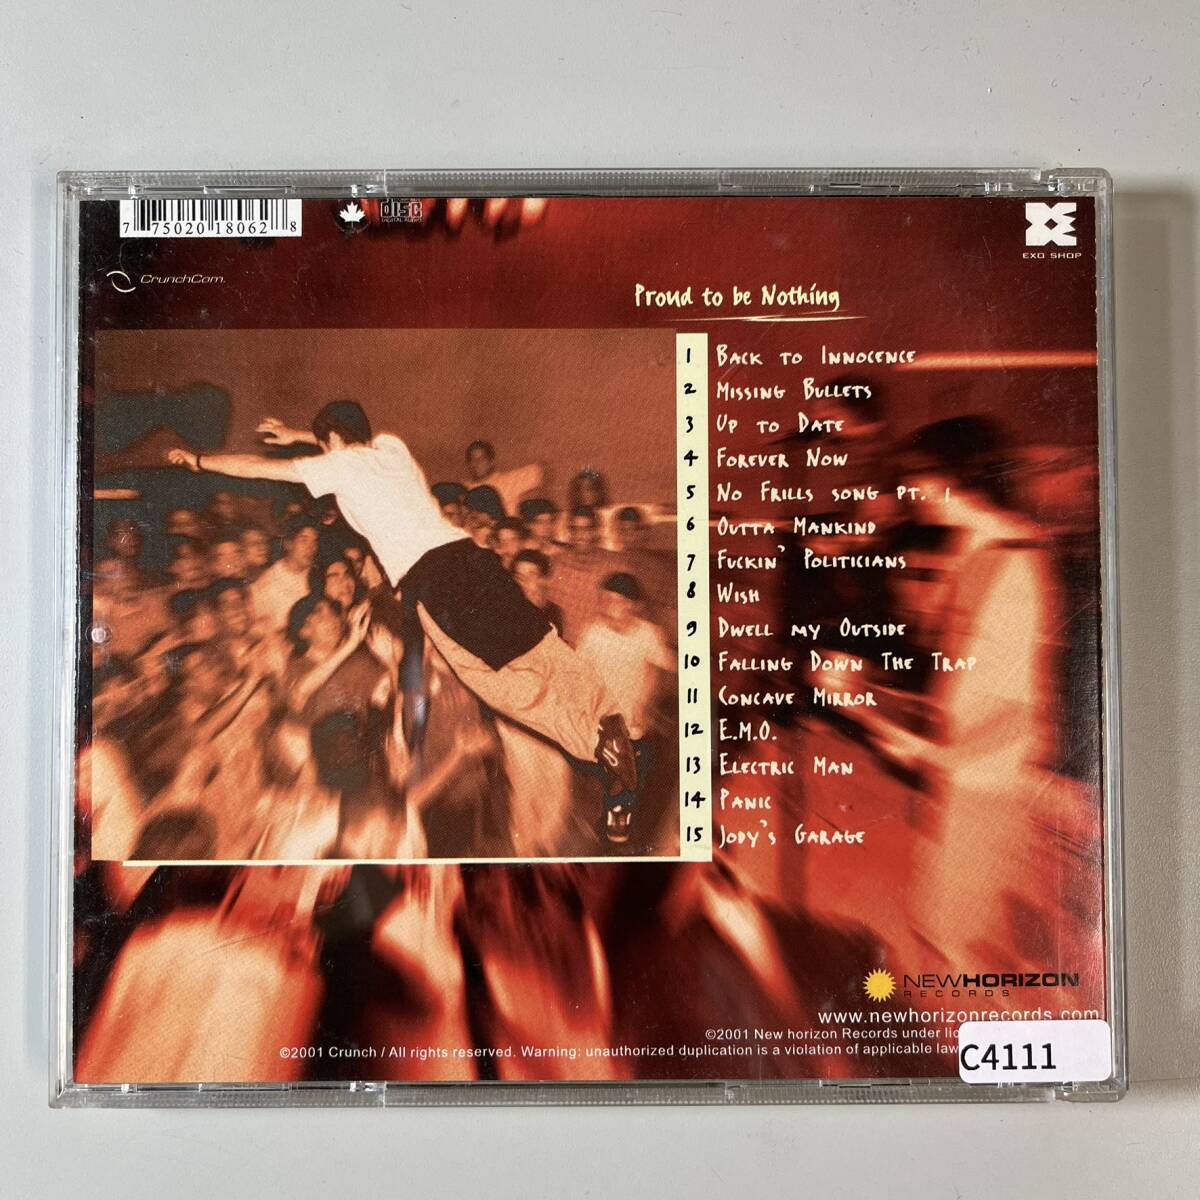 7 75020 18062 8
disc
DIGITAL AUDIO
EXO SHOP
CrunchCom.
Proud to be Nothing
1 BACK TO INNOCENCE
2 MISSING BULLETS
3 UP TO DATE
4 FOREVER NOW
5 NO FRILLS SONG PT. 1
6 OUTTA MANKIND
7 FUCKIN' POLITICIANS
8 WISH
9 DWELL MY OUTSIDE
10 FALLING DOWN THE TRAP
11 CONCAVE MIRROR
12 E.M.O.
13 ELECTRIC MAN
14 PANIC
15 JODY'S GARAGE
NEWHORIZON
RECORDS
www.newhorizonrecords.com
©2001 New horizon Records under
©2001 Crunch / All rights reserved. Warning: unauthorized duplication is a violation of applicable
C4111